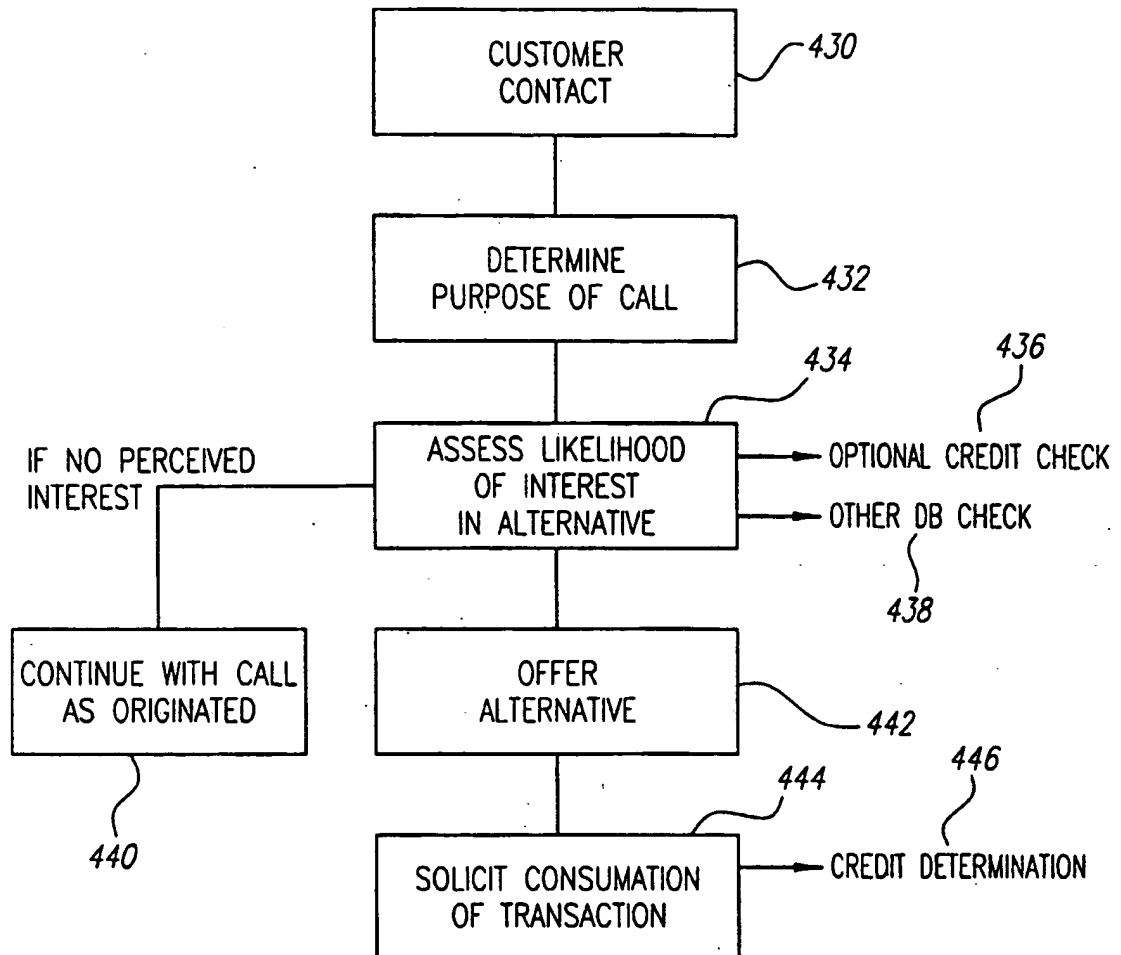 CUSTOMER
CONTACT
430
DETERMINE
PURPOSE OF CALL
432
434
436
IF NO PERCEIVED
INTEREST
ASSESS LIKELIHOOD
OF INTEREST
IN ALTERNATIVE
OPTIONAL CREDIT CHECK
OTHER DB CHECK
438
CONTINUE WITH CALL
AS ORIGINATED
440
OFFER
ALTERNATIVE
442
444
446
SOLICIT CONSUMATION
OF TRANSACTION
CREDIT DETERMINATION